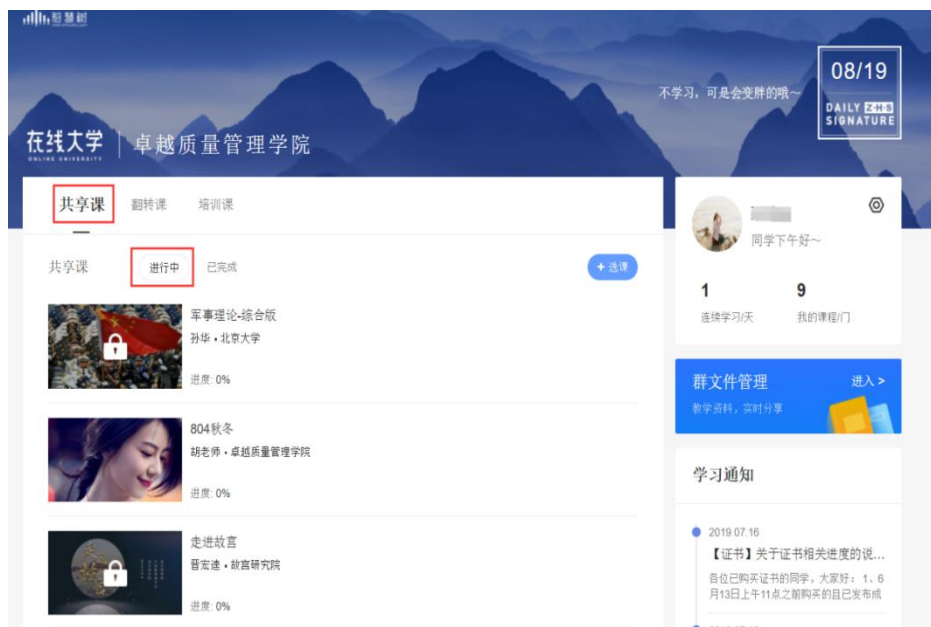 智慧树
08/19
不学习，可是会变胖的哦~
DAILY ZHS
SIGNATURE
在线大学
ONLINE UNIVERSITY
卓越质量管理学院
共享课 翻转课 培训课
同学下午好~
共享课 进行中 已完成 + 选课
1 9
连续学习/天 我的课程/门
军事理论-综合版
孙华 • 北京大学
进度: 0%
群文件管理 进入 >
教学资料，实时分享
804秋冬
胡老师 • 卓越质量管理学院
进度: 0%
学习通知
2019.07.16
【证书】关于证书相关进度的说...
各位已购买证书的同学，大家好： 1、6
月13日上午11点之前购买的且已发布成
走进故宫
晋宏逵 • 故宫研究院
进度: 0%